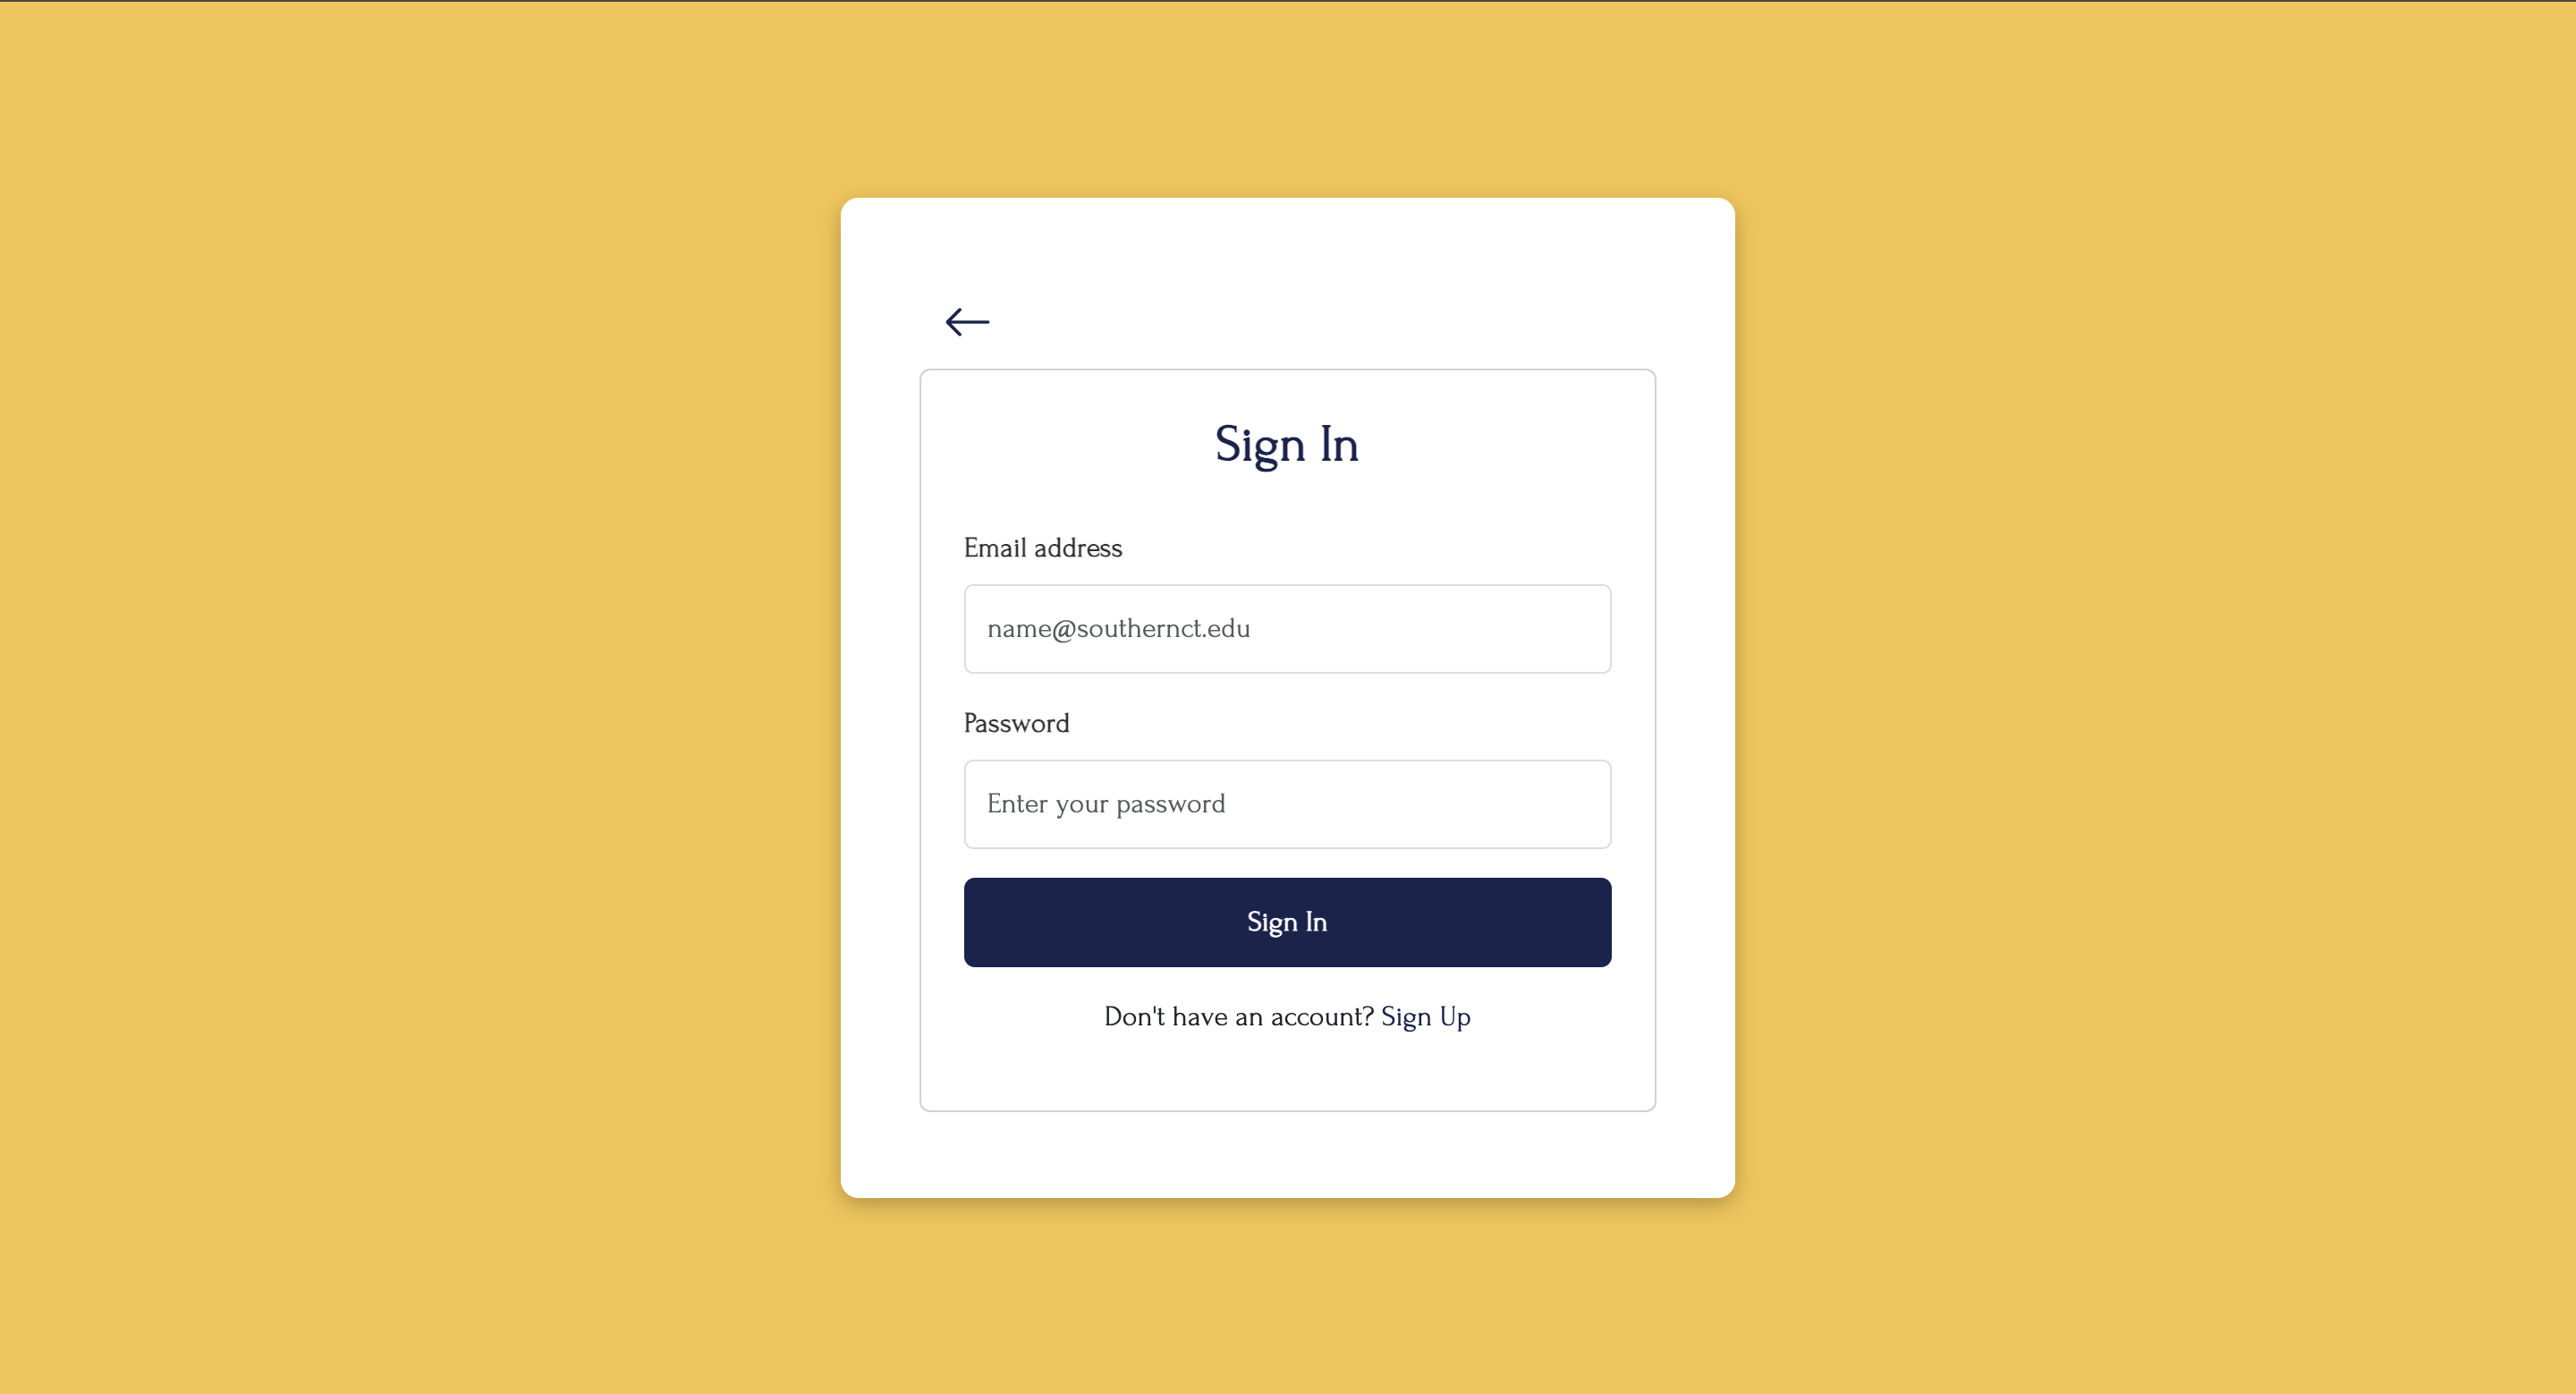 Sign In
Email address
name@southernct.edu
Password
Enter your password
Sign In
Don't have an account? Sign Up